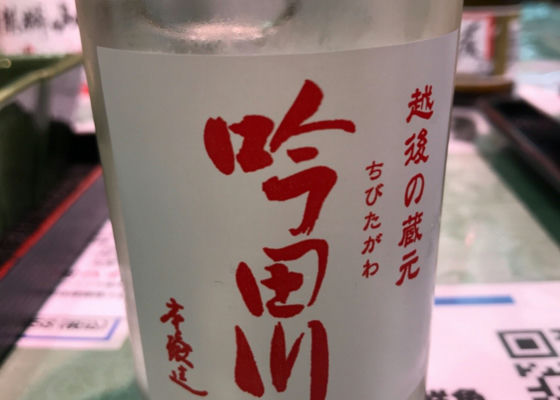 越後の蔵元
ちびたがわ
吟田川
本醸造